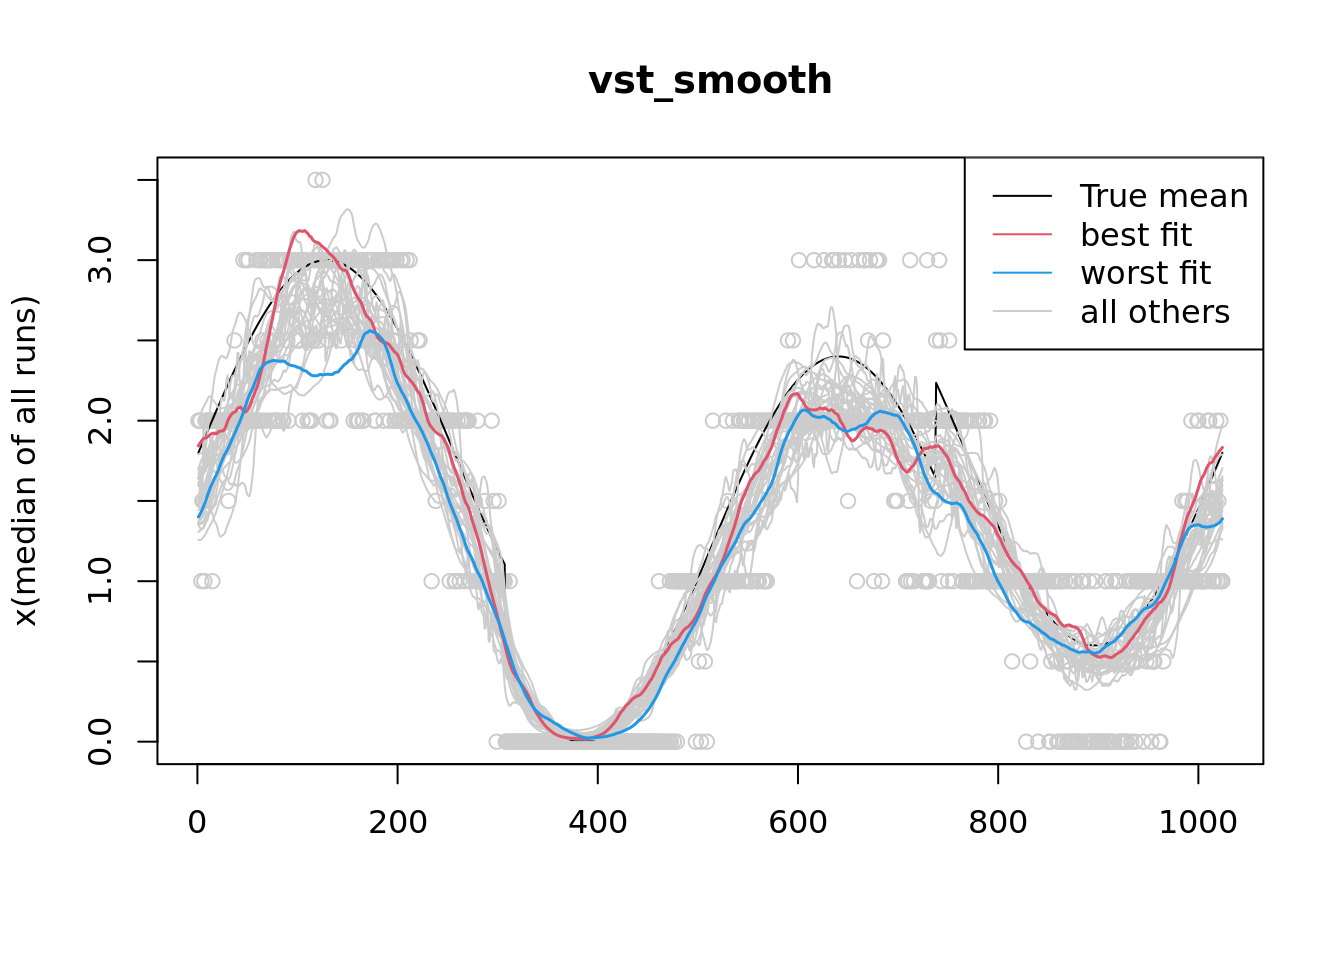 vst_smooth
x(median of all runs)
3.0
2.0
1.0
0.0
True mean
best fit
worst fit
all others
0 200 400 600 800 1000